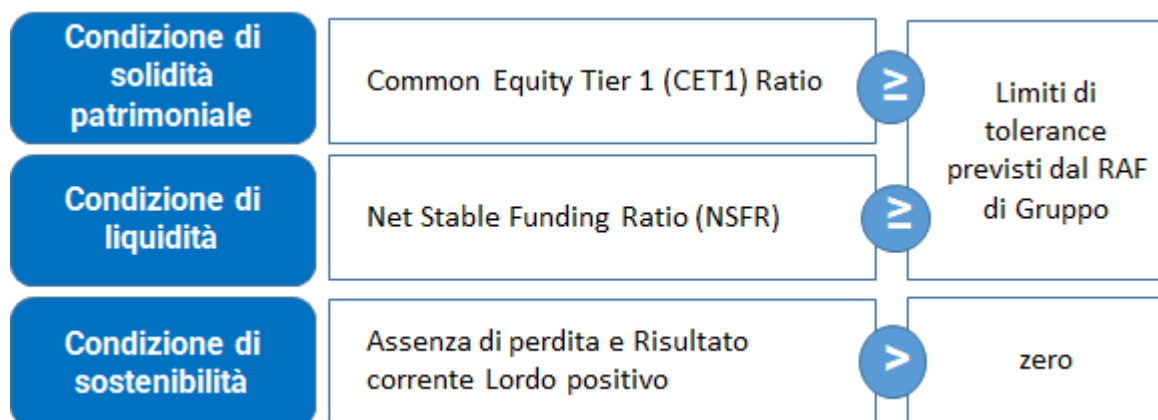 Condizione di
solidità
patrimoniale
Common Equity Tier 1 (CET1) Ratio
≥
Limiti di
tolerance
previsti dal RAF
di Gruppo
Condizione di
liquidità
Net Stable Funding Ratio (NSFR)
≥
Condizione di
sostenibilità
Assenza di perdita e Risultato
corrente Lordo positivo
>
zero